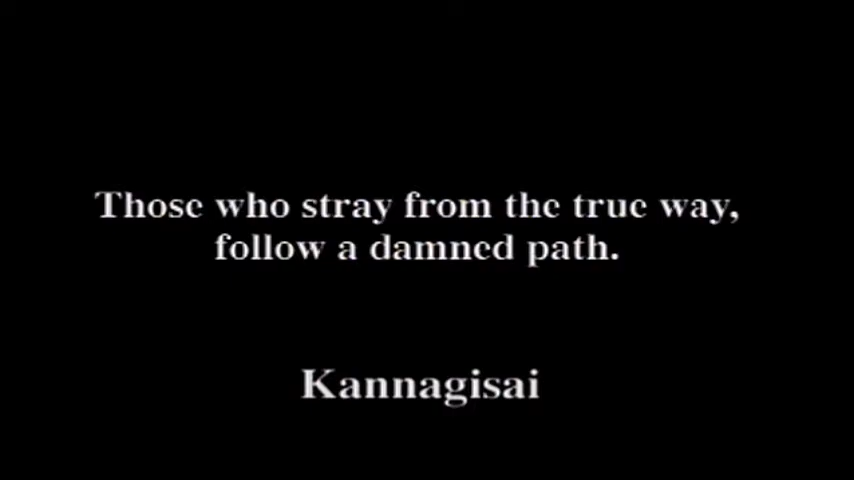 Those who stray from the true way,
follow a damned path.
Kannagisai